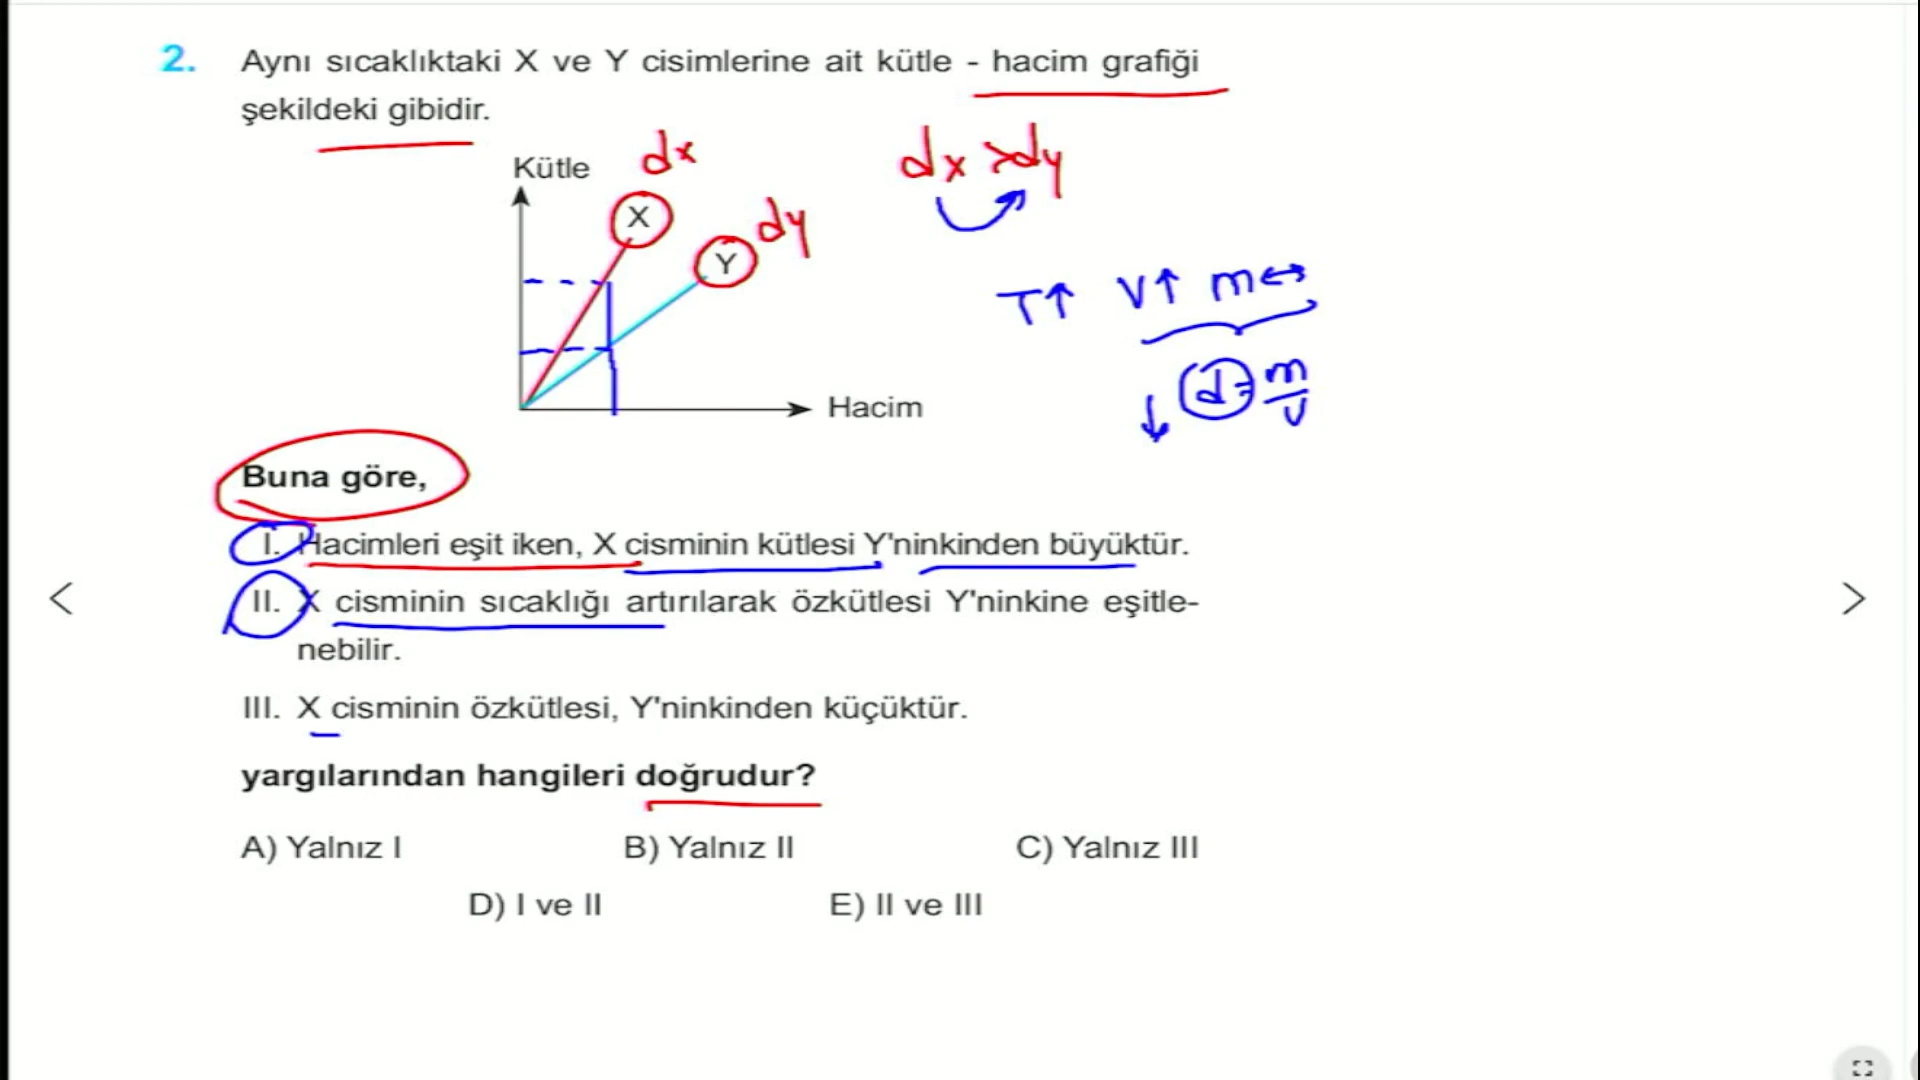 2. Aynı sıcaklıktaki X ve Y cisimlerine ait kütle - hacim grafiği
şekildeki gibidir.
Kütle
dx
dx > dy
X
dy
Y
T↑ V↑ m↔
↓ d = m/v
Hacim
Buna göre,
I. Hacimleri eşit iken, X cisminin kütlesi Y'ninkinden büyüktür.
II. X cisminin sıcaklığı artırılarak özkütlesi Y'ninkine eşitle-
nebilir.
III. X cisminin özkütlesi, Y'ninkinden küçüktür.
yargılarından hangileri doğrudur?
A) Yalnız I B) Yalnız II C) Yalnız III
D) I ve II E) II ve III